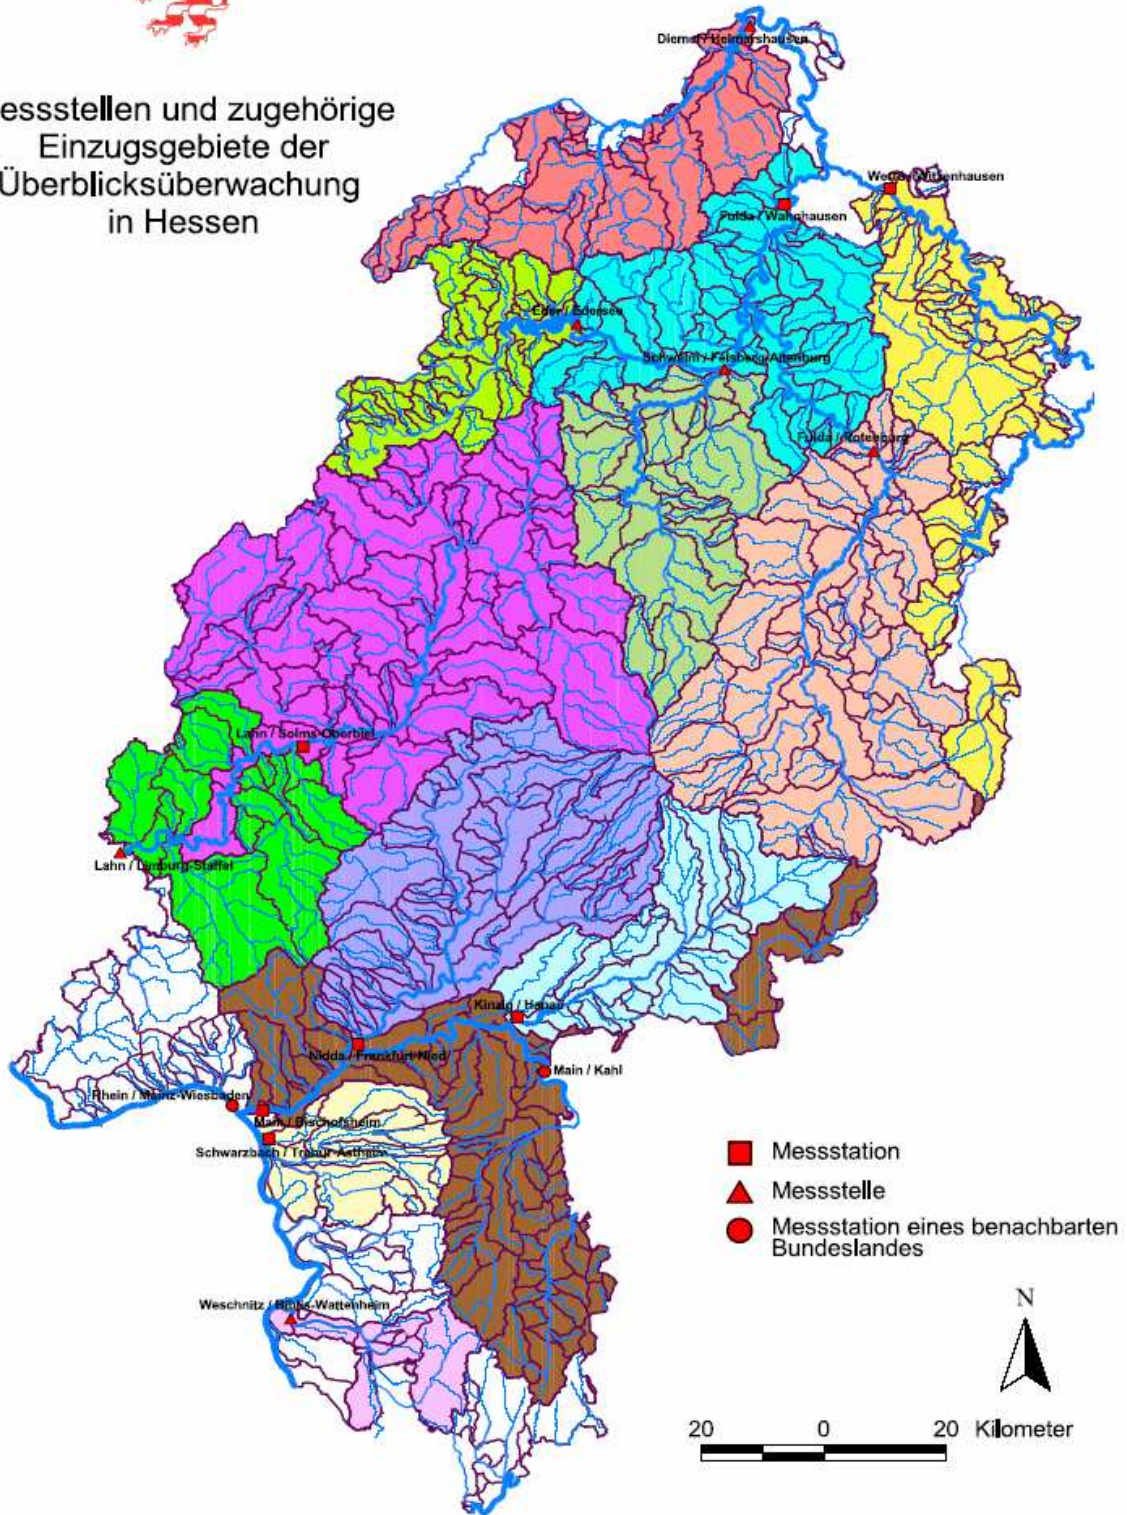 essstellen und zugehörige
Einzugsgebiete der
Überblicksüberwachung
in Hessen
Diemel / Helmarshausen
Werra / Witzenhausen
Fulda / Wahnhausen
Eder / Edersee
Schwalm / Felsberg-Altenburg
Fulda / Rotenburg
Lahn / Solms-Oberbiel
Lahn / Limburg-Staffel
Kinzig / Hanau
Nidda / Frankfurt-Nied
Main / Kahl
Rhein / Mainz-Wiesbaden
Main / Bischofsheim
Schwarzbach / Trebur-Astheim
Weschnitz / Biblis-Wattenheim
Messstation
Messstelle
Messstation eines benachbarten
Bundeslandes
N
20 0 20 Kilometer